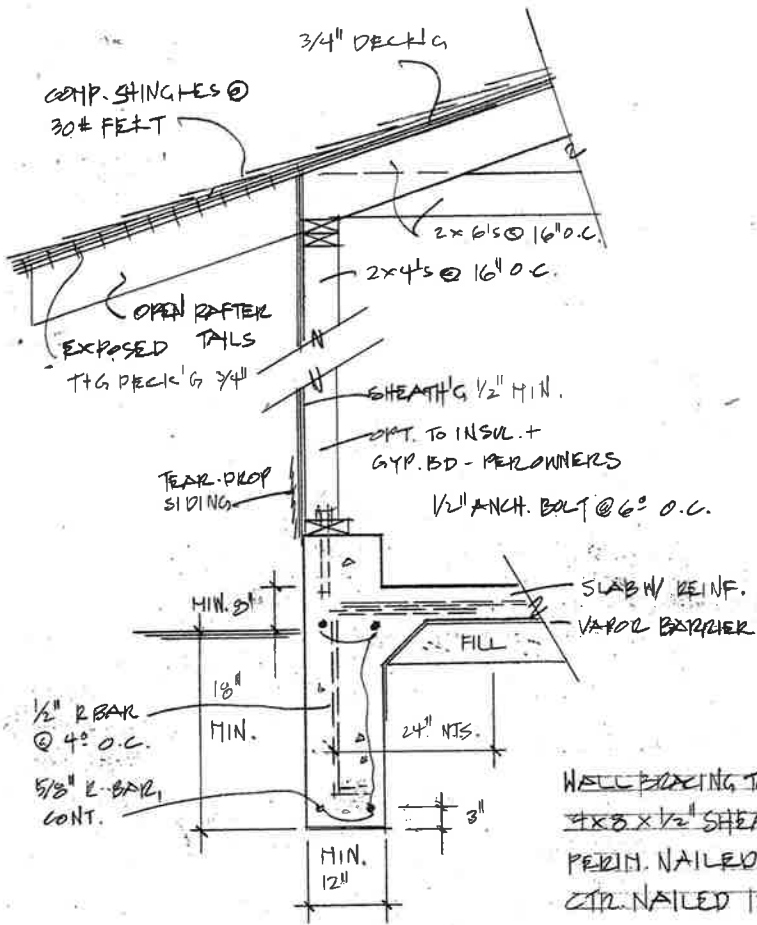 3/4" DECK'G
COMP. SHINGLES @
30# FELT
2x6's @ 16" O.C.
2x4's @ 16" O.C.
OPEN RAFTER
TAILS
EXPOSED
T+G DECK'G 3/4"
SHEATH'G 1/2" MIN.
OPT. TO INSUL. +
GYP. BD - PER OWNERS
TEAR-DROP
SIDING
1/2" ANCH. BOLT @ 6° O.C.
MIN. 8"
SLAB W/ REINF.
VAPOR BARRIER
FILL
18"
MIN.
1/2" R BAR
@ 4° O.C.
24" NTS.
5/8" R-BAR,
CONT.
3"
MIN.
12"
WALL BRACING
4x8x1/2"
PERIM. NAILED
CTR. NAILED